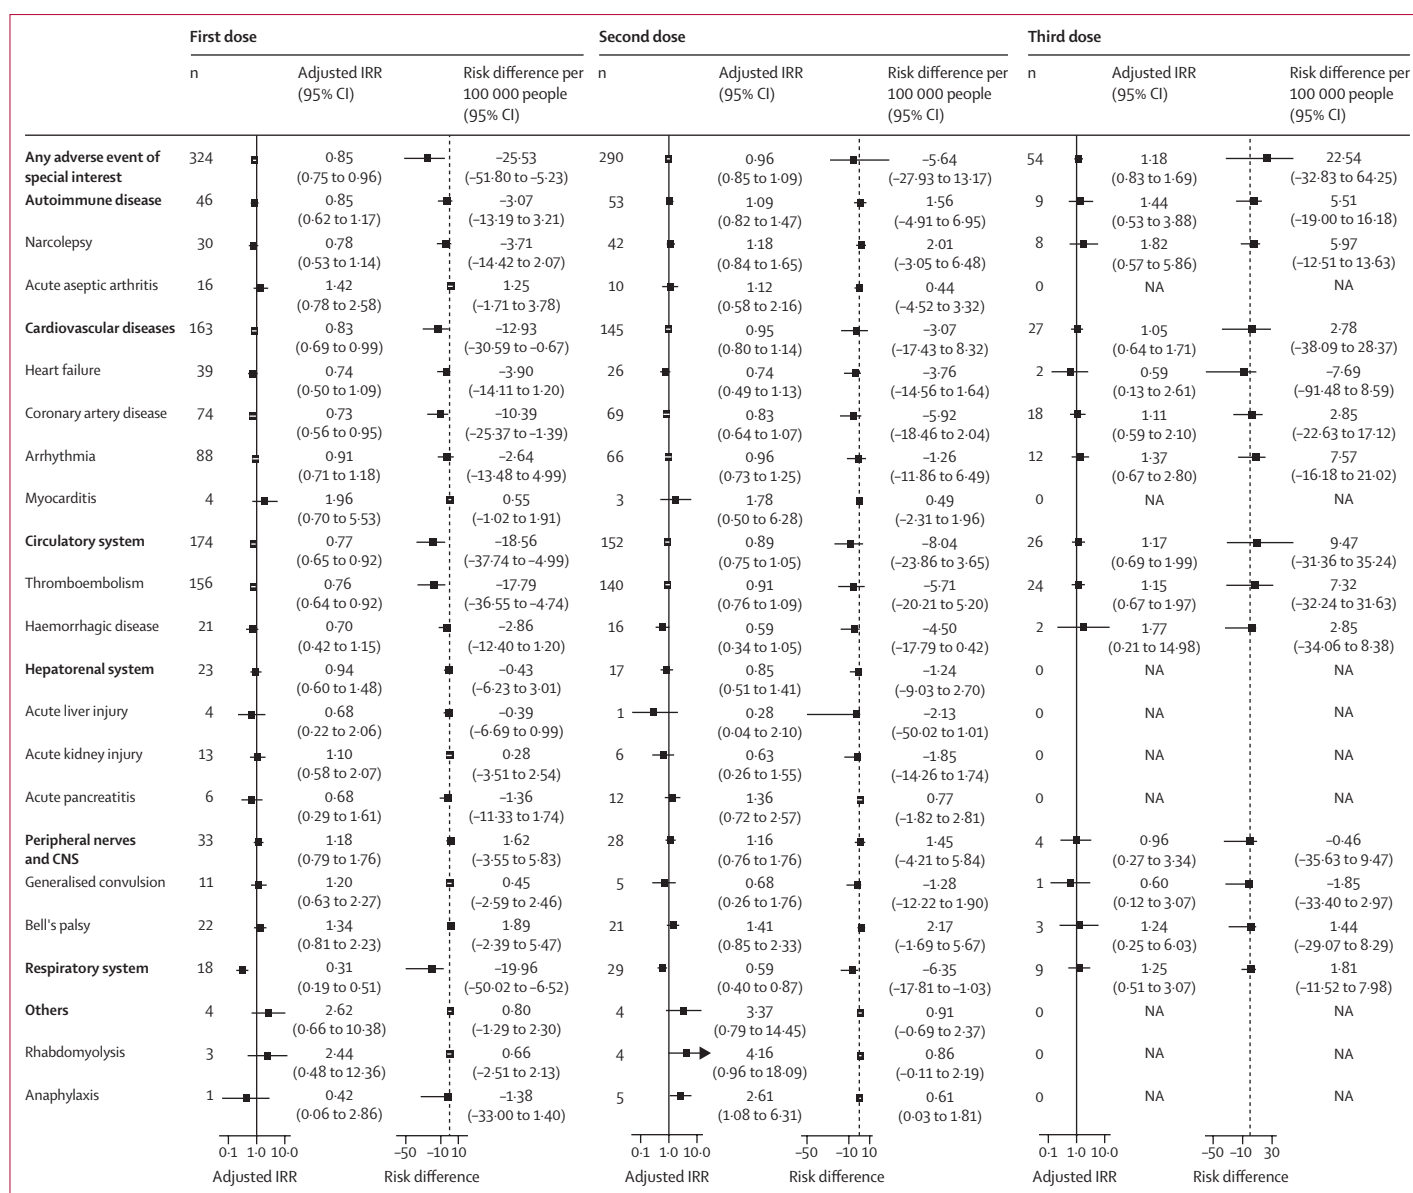 First dose Second dose Third dose
n Adjusted IRR Risk difference per n Adjusted IRR Risk difference per n Adjusted IRR Risk difference per
(95% CI) 100 000 people (95% CI) 100 000 people (95% CI) 100 000 people
(95% CI) (95% CI) (95% CI)
Any adverse event of 324 0·85 –25·53 290 0·96 –5·64 54 1·18 22·54
special interest (0·75 to 0·96) (–51·80 to –5·23) (0·85 to 1·09) (–27·93 to 13·17) (0·83 to 1·69) (–32·83 to 64·25)
Autoimmune disease 46 0·85 –3·07 53 1·09 1·56 9 1·44 5·51
(0·62 to 1·17) (–13·19 to 3·21) (0·82 to 1·47) (–4·91 to 6·95) (0·53 to 3·88) (–19·00 to 16·18)
Narcolepsy 30 0·78 –3·71 42 1·18 2·01 8 1·82 5·97
(0·53 to 1·14) (–14·42 to 2·07) (0·84 to 1·65) (–3·05 to 6·48) (0·57 to 5·86) (–12·51 to 13·63)
Acute aseptic arthritis 16 1·42 1·25 10 1·12 0·44 0 NA NA
(0·78 to 2·58) (–1·71 to 3·78) (0·58 to 2·16) (–4·52 to 3·32)
Cardiovascular diseases 163 0·83 –12·93 145 0·95 –3·07 27 1·05 2·78
(0·69 to 0·99) (–30·59 to –0·67) (0·80 to 1·14) (–17·43 to 8·32) (0·64 to 1·71) (–38·09 to 28·37)
Heart failure 39 0·74 –3·90 26 0·74 –3·76 2 0·59 –7·69
(0·50 to 1·09) (–14·11 to 1·20) (0·49 to 1·13) (–14·56 to 1·64) (0·13 to 2·61) (–91·48 to 8·59)
Coronary artery disease 74 0·73 –10·39 69 0·83 –5·92 18 1·11 2·85
(0·56 to 0·95) (–25·37 to –1·39) (0·64 to 1·07) (–18·46 to 2·04) (0·59 to 2·10) (–22·63 to 17·12)
Arrhythmia 88 0·91 –2·64 66 0·96 –1·26 12 1·37 7·57
(0·71 to 1·18) (–13·48 to 4·99) (0·73 to 1·25) (–11·86 to 6·49) (0·67 to 2·80) (–16·18 to 21·02)
Myocarditis 4 1·96 0·55 3 1·78 0·49 0 NA NA
(0·70 to 5·53) (–1·02 to 1·91) (0·50 to 6·28) (–2·31 to 1·96)
Circulatory system 174 0·77 –18·56 152 0·89 –8·04 26 1·17 9·47
(0·65 to 0·92) (–37·74 to –4·99) (0·75 to 1·05) (–23·86 to 3·65) (0·69 to 1·99) (–31·36 to 35·24)
Thromboembolism 156 0·76 –17·79 140 0·91 –5·71 24 1·15 7·32
(0·64 to 0·92) (–36·55 to –4·74) (0·76 to 1·09) (–20·21 to 5·20) (0·67 to 1·97) (–32·24 to 31·63)
Haemorrhagic disease 21 0·70 –2·86 16 0·59 –4·50 2 1·77 2·85
(0·42 to 1·15) (–12·40 to 1·20) (0·34 to 1·05) (–17·79 to 0·42) (0·21 to 14·98) (–34·06 to 8·38)
Hepatorenal system 23 0·94 –0·43 17 0·85 –1·24 0 NA NA
(0·60 to 1·48) (–6·23 to 3·01) (0·51 to 1·41) (–9·03 to 2·70)
Acute liver injury 4 0·68 –0·39 1 0·28 –2·13 0 NA NA
(0·22 to 2·06) (–6·69 to 0·99) (0·04 to 2·10) (–50·02 to 1·01)
Acute kidney injury 13 1·10 0·28 6 0·63 –1·85 0 NA NA
(0·58 to 2·07) (–3·51 to 2·54) (0·26 to 1·55) (–14·26 to 1·74)
Acute pancreatitis 6 0·68 –1·36 12 1·36 0·77 0 NA NA
(0·29 to 1·61) (–11·33 to 1·74) (0·72 to 2·57) (–1·82 to 2·81)
Peripheral nerves 33 1·18 1·62 28 1·16 1·45 4 0·96 –0·46
and CNS (0·79 to 1·76) (–3·55 to 5·83) (0·76 to 1·76) (–4·21 to 5·84) (0·27 to 3·34) (–35·63 to 9·47)
Generalised convulsion 11 1·20 0·45 5 0·68 –1·28 1 0·60 –1·85
(0·63 to 2·27) (–2·59 to 2·46) (0·26 to 1·76) (–12·22 to 1·90) (0·12 to 3·07) (–33·40 to 2·97)
Bell's palsy 22 1·34 1·89 21 1·41 2·17 3 1·24 1·44
(0·81 to 2·23) (–2·39 to 5·47) (0·85 to 2·33) (–1·69 to 5·67) (0·25 to 6·03) (–29·07 to 8·29)
Respiratory system 18 0·31 –19·96 29 0·59 –6·35 9 1·25 1·81
(0·19 to 0·51) (–50·02 to –6·52) (0·40 to 0·87) (–17·81 to –1·03) (0·51 to 3·07) (–11·52 to 7·98)
Others 4 2·62 0·80 4 3·37 0·91 0 NA NA
(0·66 to 10·38) (–1·29 to 2·30) (0·79 to 14·45) (–0·69 to 2·37)
Rhabdomyolysis 3 2·44 0·66 4 4·16 0·86 0 NA NA
(0·48 to 12·36) (–2·51 to 2·13) (0·96 to 18·09) (–0·11 to 2·19)
Anaphylaxis 1 0·42 –1·38 5 2·61 0·61 0 NA NA
(0·06 to 2·86) (–33·00 to 1·40) (1·08 to 6·31) (0·03 to 1·81)
0·1 1·0 10·0 –50 –10 10 0·1 1·0 10·0 –50 –10 10 0·1 1·0 10·0 –50 –10 30
Adjusted IRR Risk difference Adjusted IRR Risk difference Adjusted IRR Risk difference